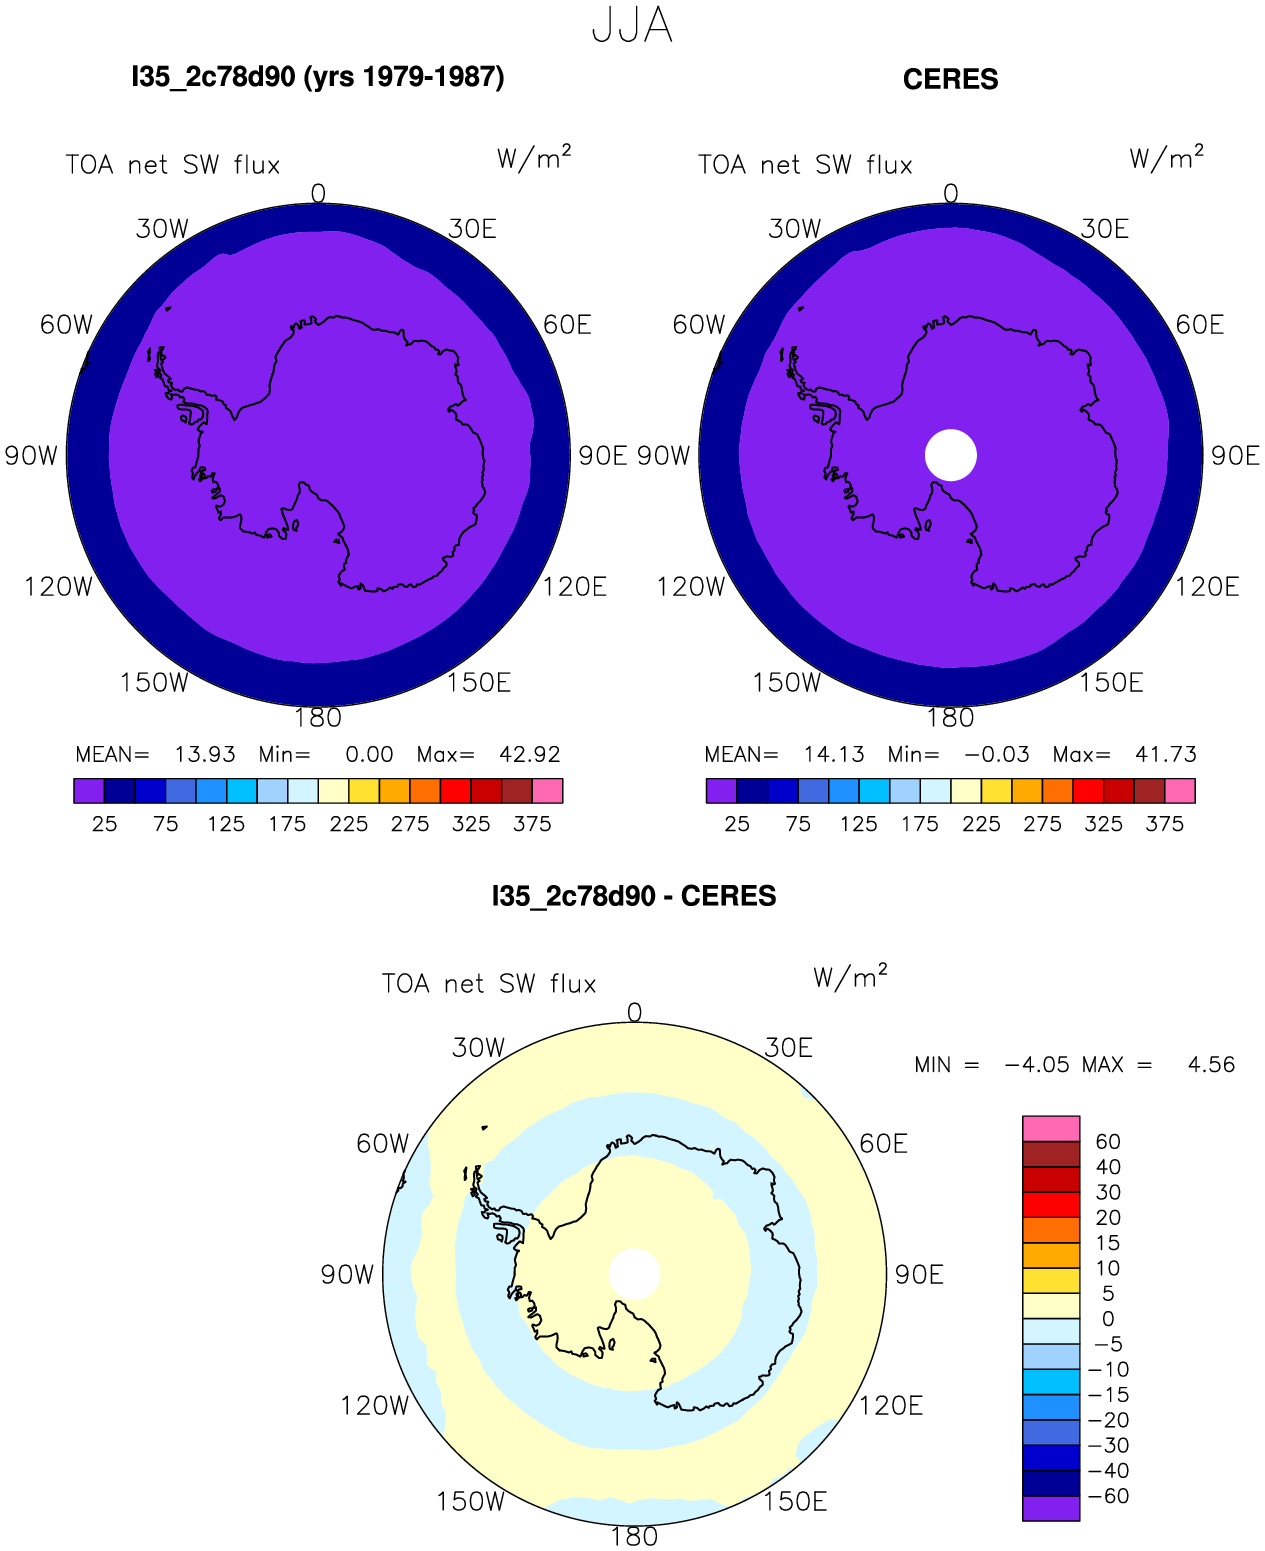 JJA
l35_2c78d90 (yrs 1979-1987)
CERES
TOA net SW flux W/m²
TOA net SW flux W/m²
0
30W 30E
60W 60E
90W 90E
120W 120E
150W 150E
180
0
30W 30E
60W 60E
90W 90E
120W 120E
150W 150E
180
MEAN= 13.93 Min= 0.00 Max= 42.92
25 75 125 175 225 275 325 375
MEAN= 14.13 Min= −0.03 Max= 41.73
25 75 125 175 225 275 325 375
l35_2c78d90 - CERES
TOA net SW flux W/m²
0
30W 30E
60W 60E
90W 90E
120W 120E
150W 150E
180
MIN = −4.05 MAX = 4.56
60
40
30
20
15
10
5
0
−5
−10
−15
−20
−30
−40
−60